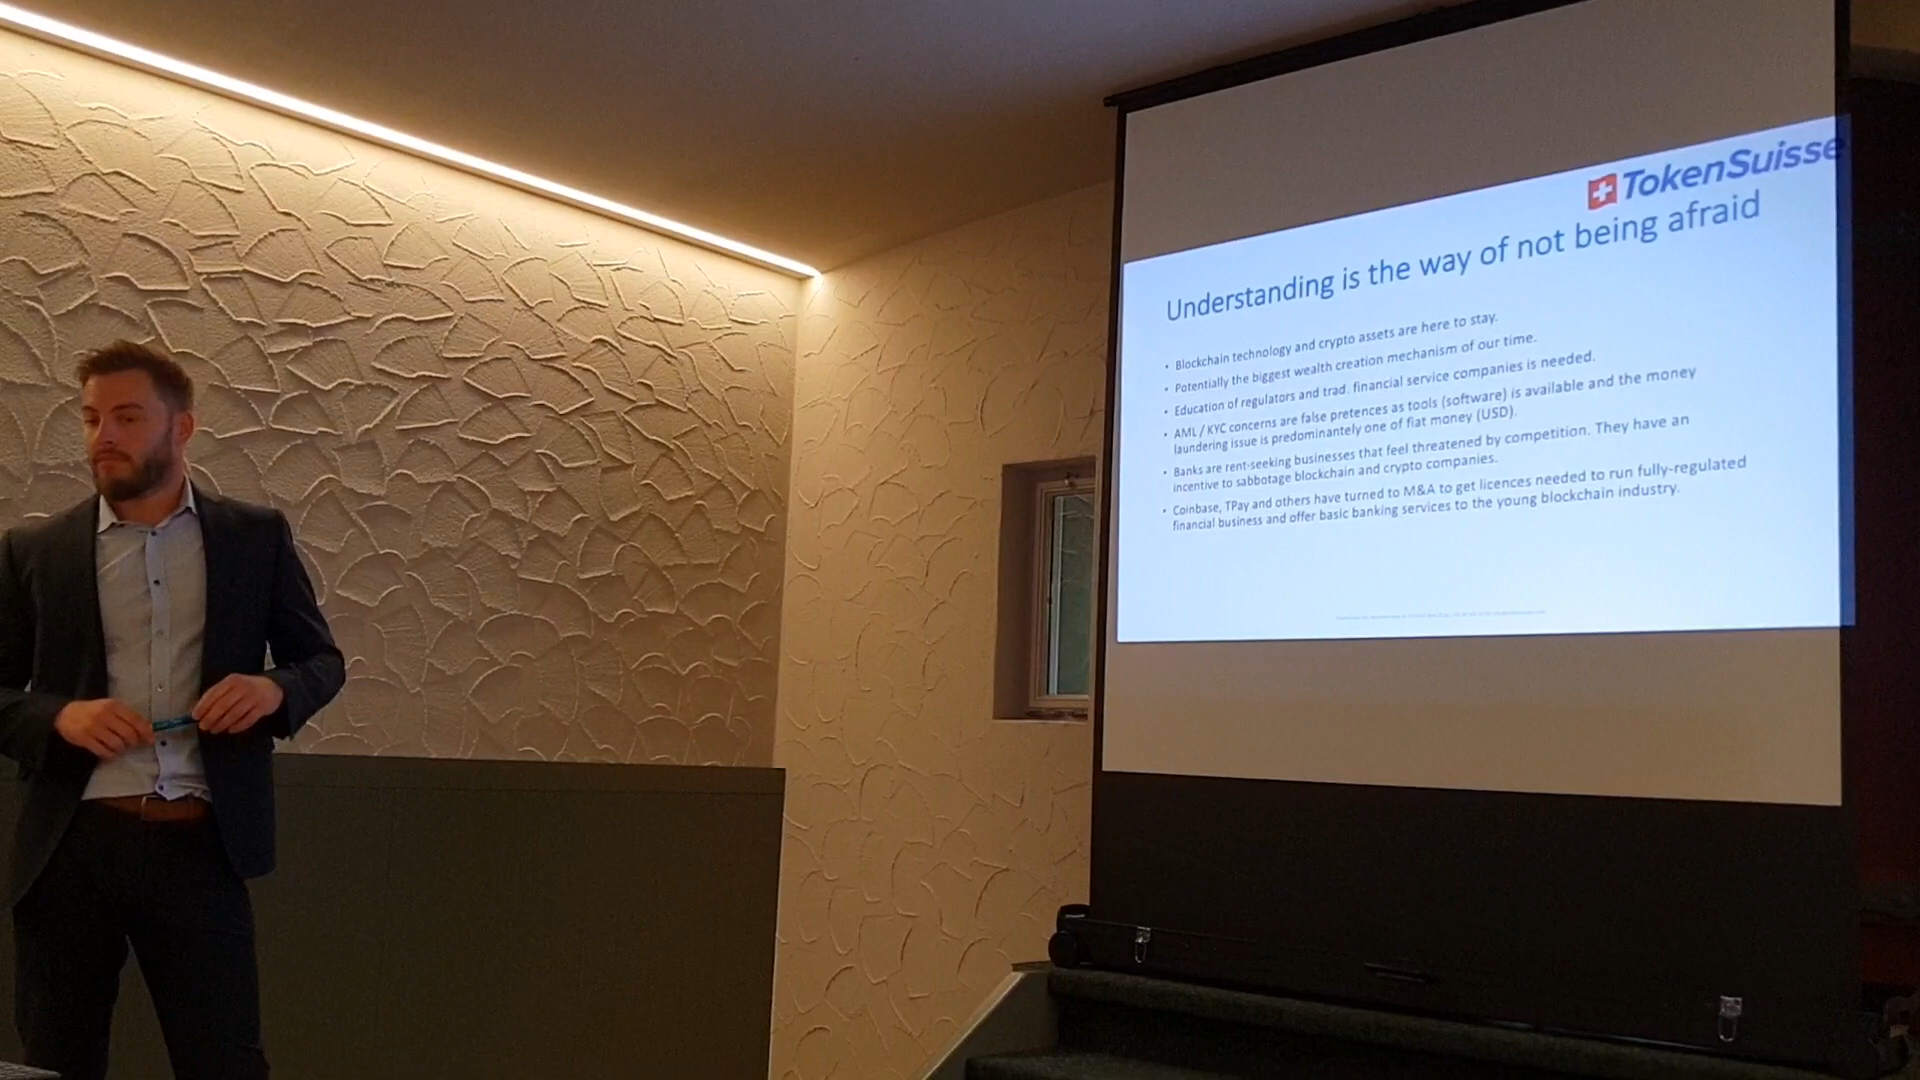 TokenSuisse
Understanding is the way of not being afraid
• Blockchain technology and crypto assets are here to stay.
• Potentially the biggest wealth creation mechanism of our time.
• Education of regulators and trad. financial service companies is needed.
• AML / KYC concerns are false pretences as tools (software) is available and the money
laundering issue is predominantely one of fiat money (USD).
• Banks are rent-seeking businesses that feel threatened by competition. They have an
incentive to sabbotage blockchain and crypto companies.
• Coinbase, TPay and others have turned to M&A to get licences needed to run fully-regulated
financial business and offer basic banking services to the young blockchain industry.